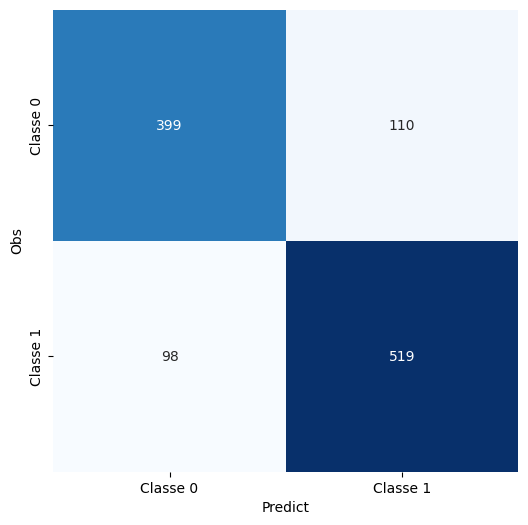 Classe 0
399
110
Obs
Classe 1
98
519
Classe 0
Classe 1
Predict